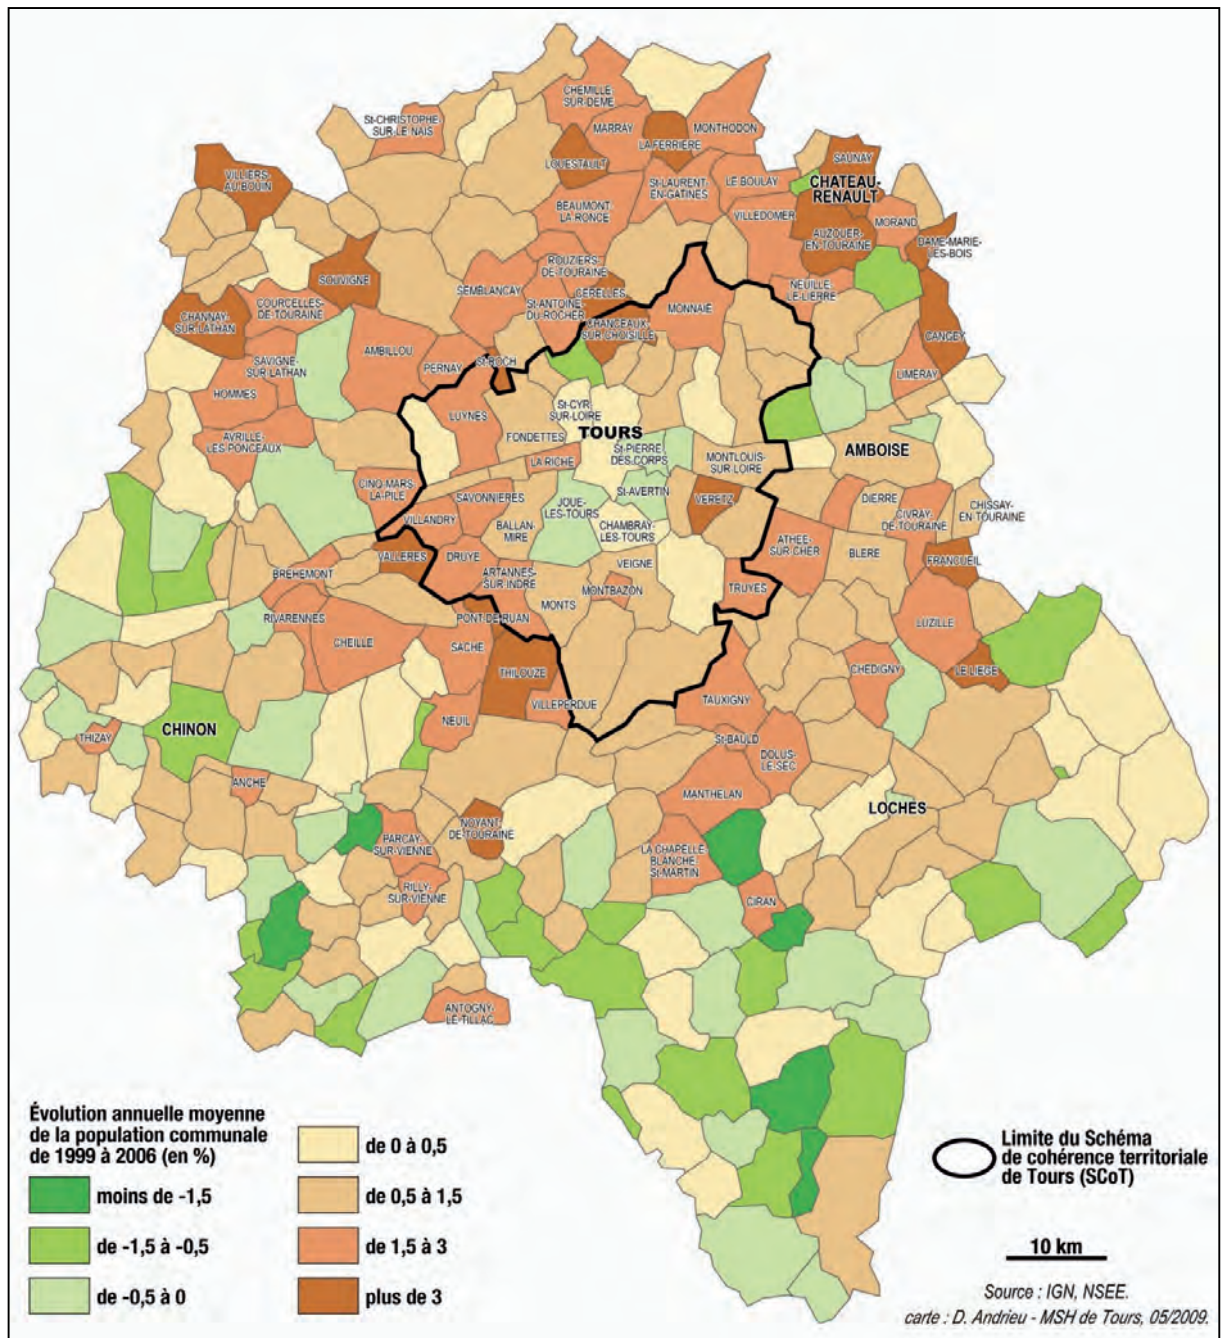 CHEMILLE-
SUR-DEME
St-CHRISTOPHE
SUR-LE-NAIS
MARRAY
MONTHODON
LA FERRIÈRE
LOUESTAULT
SAUNAY
VILLIERS-
AU-BOUIN
St-LAURENT-
EN-GATINES
LE-BOULAY
CHATEAU-
RENAULT
BEAUMONT-
LA-RONCE
VILLEDOMER
MORAND
AUZOUER-
EN-TOURAINE
DAME-MARIE-
LES-BOIS
ROUZIERS-
DE-TOURAINE
SOUVIGNE
SEMBLANCAY
CERELLES
NEUILLE-
LE-LIERRE
COURCELLES-
DE-TOURAINE
St-ANTOINE-
DU-ROCHER
MONNAIE
CHANNAY-
SUR-LATHAN
CHANCEAUX-
SUR-CHOISILLE
CANGEY
AMBILLOU
SAVIGNE-
SUR-LATHAN
PERNAY
St-ROCH
LIMERAY
HOMMES
LUYNES
St-CYR-
SUR-LOIRE
TOURS
AVRILLE-
LES-PONCEAUX
FONDETTES
St-PIERRE-
DES-CORPS
MONTLOUIS-
SUR-LOIRE
AMBOISE
LA RICHE
CINQ-MARS-
LA-PILE
SAVONNIERES
St-AVERTIN
VERETZ
DIERRE
CIVRAY-
DE-TOURAINE
CHISSAY-
EN-TOURAINE
VILLANDRY
BALLAN-
MIRE
JOUE-
LES-TOURS
CHAMBRAY-
LES-TOURS
ATHEE-
SUR-CHER
BLERE
VALLERES
DRUYE
FRANCUEIL
BREHEMONT
ARTANNES-
SUR-INDRE
VEIGNE
MONTBAZON
TRUYES
MONTS
RIVARENNES
PONT-DE-RUAN
LUZILLE
CHEILLE
SACHE
THILOUZE
CHEDIGNY
LE LIEGE
VILLEPERDUE
TAUXIGNY
NEUIL
CHINON
THIZAY
St-BAULD
DOLUS-
LE-SEC
ANCHE
MANTHELAN
LOCHES
NOYANT-
DE-TOURAINE
PARCAY-
SUR-VIENNE
LA CHAPELLE-
BLANCHE-
St-MARTIN
RILLY-
SUR-VIENNE
CIRAN
ANTOGNY-
LE-TILLAC
Évolution annuelle moyenne
de la population communale
de 1999 à 2006 (en %)
moins de -1,5
de -1,5 à -0,5
de -0,5 à 0
de 0 à 0,5
de 0,5 à 1,5
de 1,5 à 3
plus de 3
Limite du Schéma
de cohérence territoriale
de Tours (SCoT)
10 km
Source : IGN, NSEE.
carte : D. Andrieu - MSH de Tours, 05/2009.